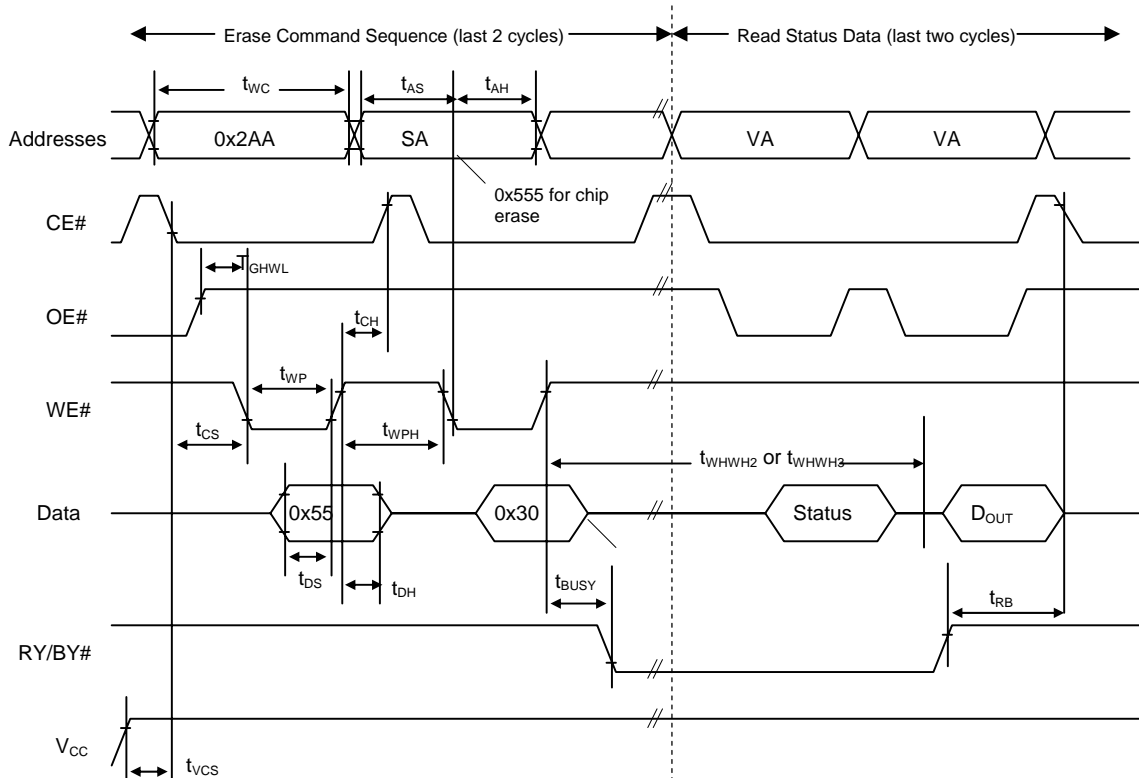 Erase Command Sequence (last 2 cycles)
Read Status Data (last two cycles)
tWC
tAS
tAH
Addresses
0x2AA
SA
VA
VA
0x555 for chip
erase
CE#
TGHWL
OE#
tCH
tWP
WE#
tCS
tWPH
tWHWH2 or tWHWH3
Data
0x55
0x30
Status
DOUT
tDS
tDH
tBUSY
tRB
RY/BY#
VCC
tVCS